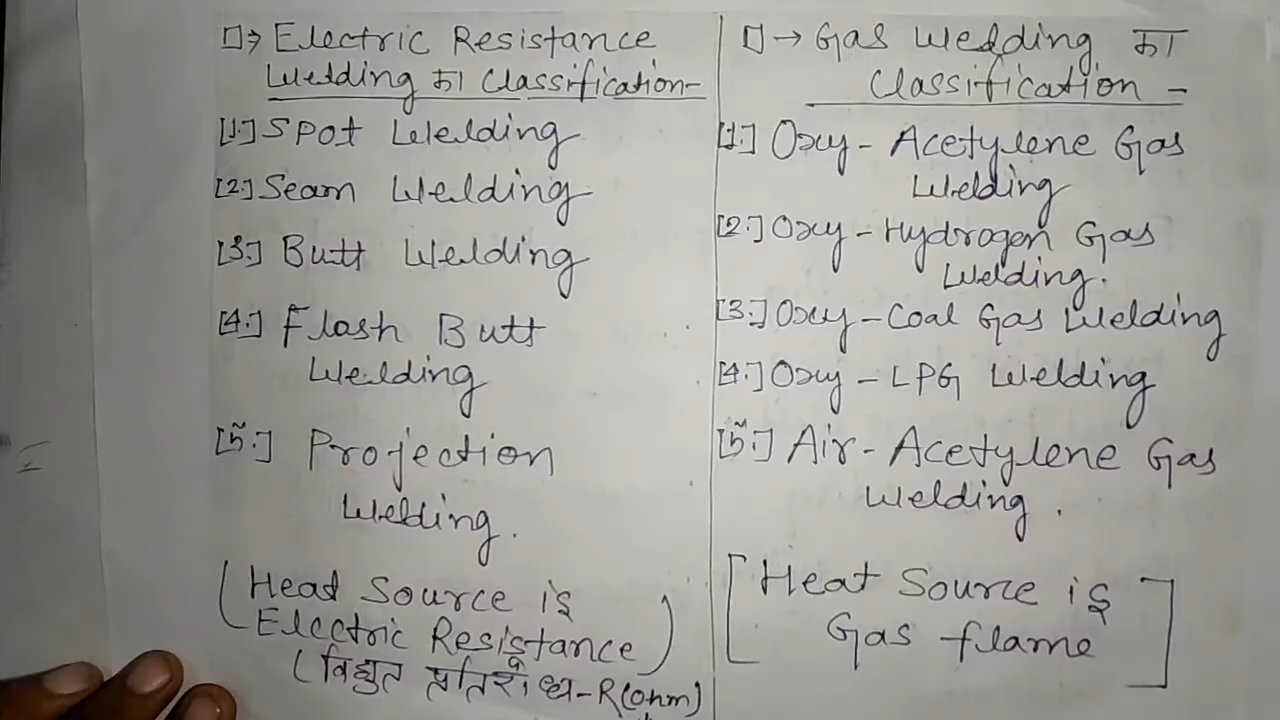 □→ Electric Resistance
Welding का Classification-
[1.] Spot Welding
[2.] Seam Welding
[3.] Butt Welding
[4.] Flash Butt
Welding
[5.] Projection
Welding.
(Head Source is
Electric Resistance)
(विद्युत प्रतिरोध-R(ohm)
□→ Gas Welding का
Classification -
[1.] Oxy-Acetylene Gas
Welding
[2.] Oxy-Hydrogen Gas
Welding.
[3.] Oxy-Coal Gas Welding
[4.] Oxy-LPG Welding
[5.] Air-Acetylene Gas
Welding.
[Heat Source is
Gas flame]